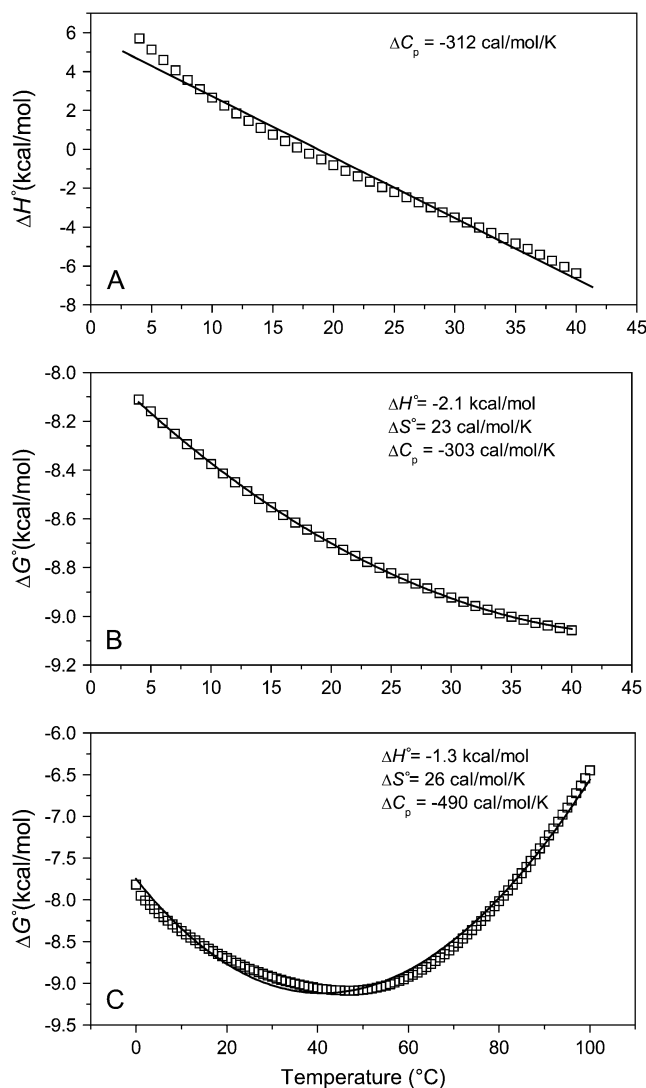 6
4
2
0
-2
-4
-6
-8
ΔH°(kcal/mol)
ΔCp = -312 cal/mol/K
A
0 5 10 15 20 25 30 35 40 45
-8.0
-8.2
-8.4
-8.6
-8.8
-9.0
-9.2
ΔG°(kcal/mol)
ΔH°= -2.1 kcal/mol
ΔS°= 23 cal/mol/K
ΔCp = -303 cal/mol/K
B
0 5 10 15 20 25 30 35 40 45
-6.0
-6.5
-7.0
-7.5
-8.0
-8.5
-9.0
-9.5
ΔG°(kcal/mol)
ΔH°= -1.3 kcal/mol
ΔS°= 26 cal/mol/K
ΔCp = -490 cal/mol/K
C
0 20 40 60 80 100
Temperature (°C)